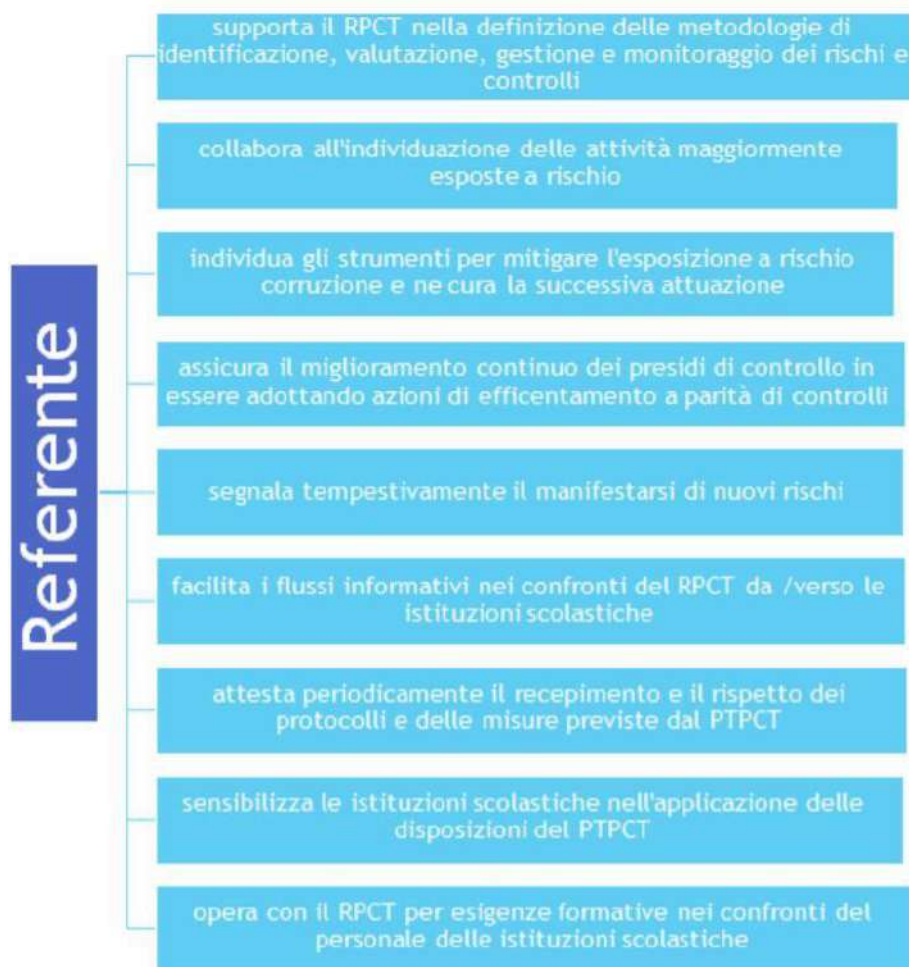 Referente
supporta il RPCT nella definizione delle metodologie di
identificazione, valutazione, gestione e monitoraggio dei rischi e
controlli
collabora all'individuazione delle attività maggiormente
esposte a rischio
individua gli strumenti per mitigare l'esposizione a rischio
corruzione e ne cura la successiva attuazione
assicura il miglioramento continuo dei presidi di controllo in
essere adottando azioni di efficentamento a parità di controlli
segnala tempestivamente il manifestarsi di nuovi rischi
facilita i flussi informativi nei confronti del RPCT da /verso le
istituzioni scolastiche
attesta periodicamente il recepimento e il rispetto dei
protocolli e delle misure previste dal PTPCT
sensibilizza le istituzioni scolastiche nell'applicazione delle
disposizioni del PTPCT
opera con il RPCT per esigenze formative nei confronti del
personale delle istituzioni scolastiche